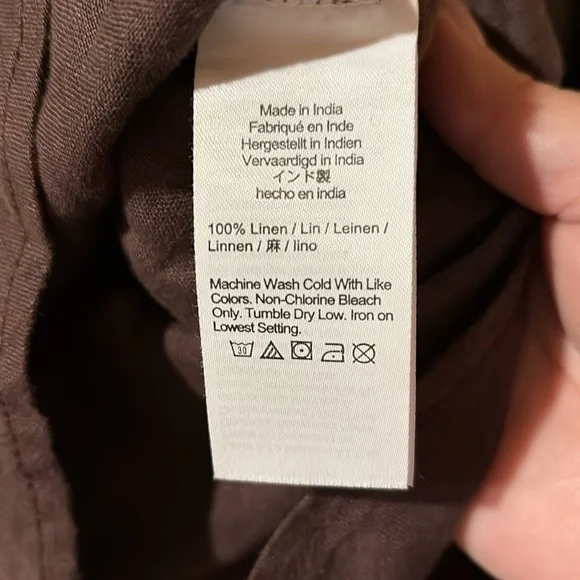 Made in India
Fabriqué en Inde
Hergestellt in Indien
Vervaardigd in India
インド製
hecho en india
100% Linen / Lin / Leinen /
Linnen / 麻 / lino
Machine Wash Cold With Like
Colors. Non-Chlorine Bleach
Only. Tumble Dry Low. Iron on
Lowest Setting.
30